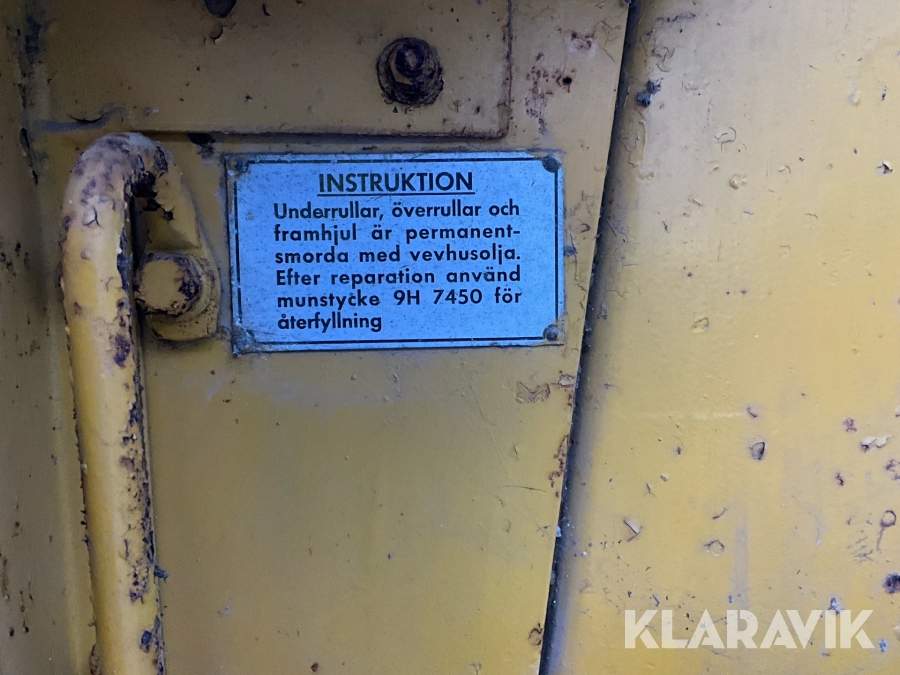 INSTRUKTION
Underrullar, överrullar och
framhjul är permanent-
smorda med vevhusolja.
Efter reparation använd
munstycke 9H 7450 för
återfyllning
KLARAVIK